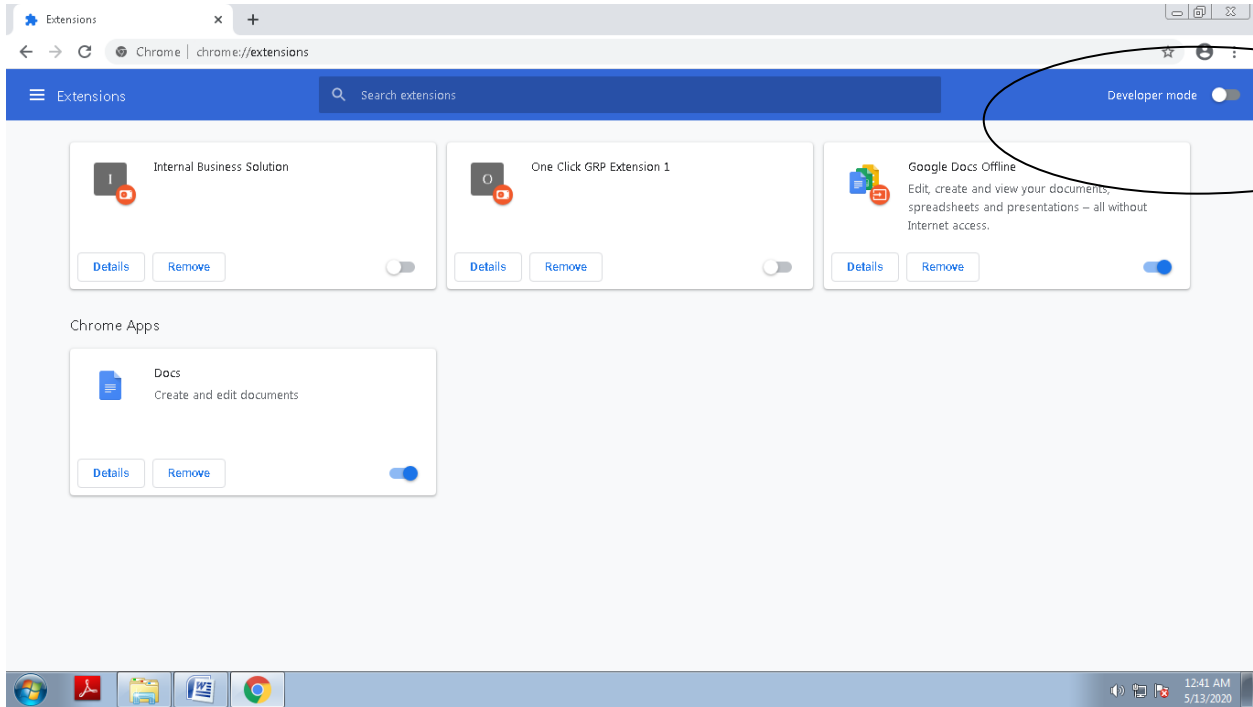 Extensions
Chrome | chrome://extensions
Extensions
Search extensions
Developer mode
I
Internal Business Solution
Details
Remove
O
One Click GRP Extension 1
Details
Remove
Google Docs Offline
Edit, create and view your documents,
spreadsheets and presentations – all without
Internet access.
Details
Remove
Chrome Apps
Docs
Create and edit documents
Details
Remove
W
12:41 AM
5/13/2020